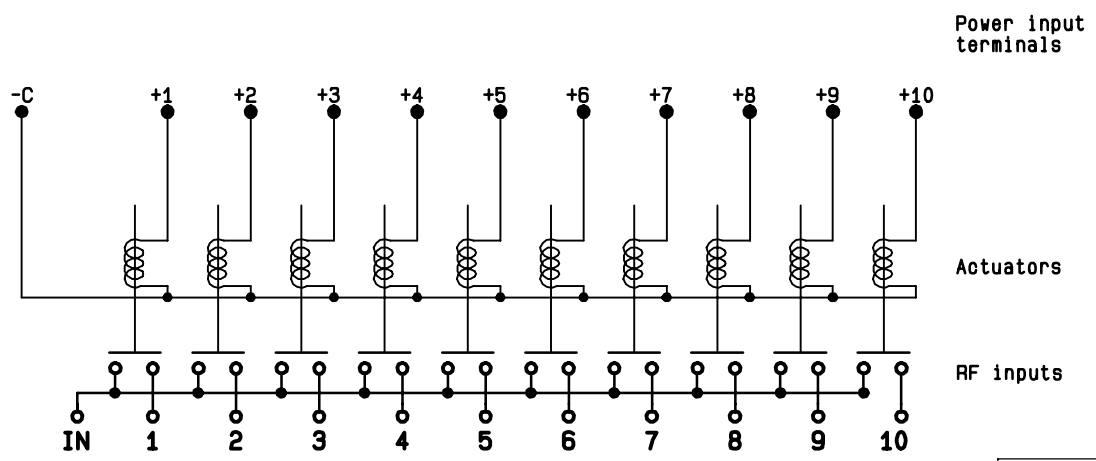 Power input
terminals
-C +1 +2 +3 +4 +5 +6 +7 +8 +9 +10
Actuators
RF inputs
IN 1 2 3 4 5 6 7 8 9 10